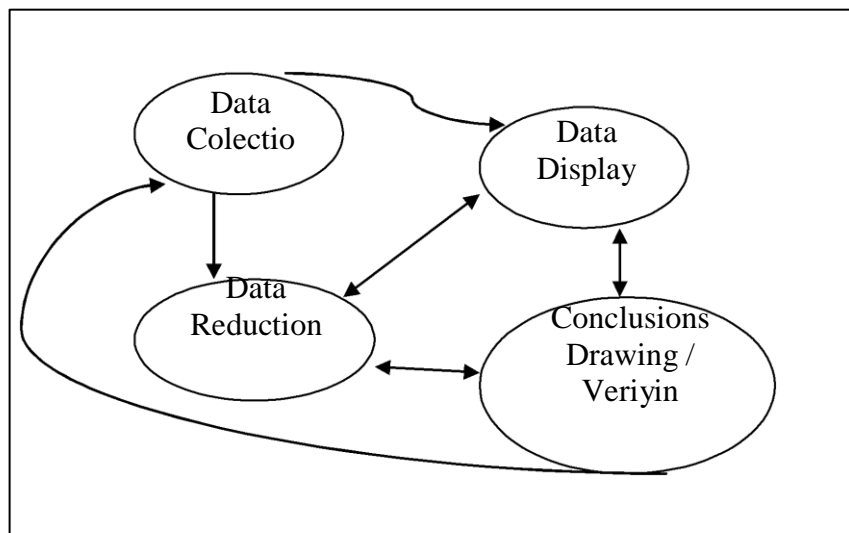 Data
Colectio
Data
Display
Data
Reduction
Conclusions
Drawing /
Veriyin